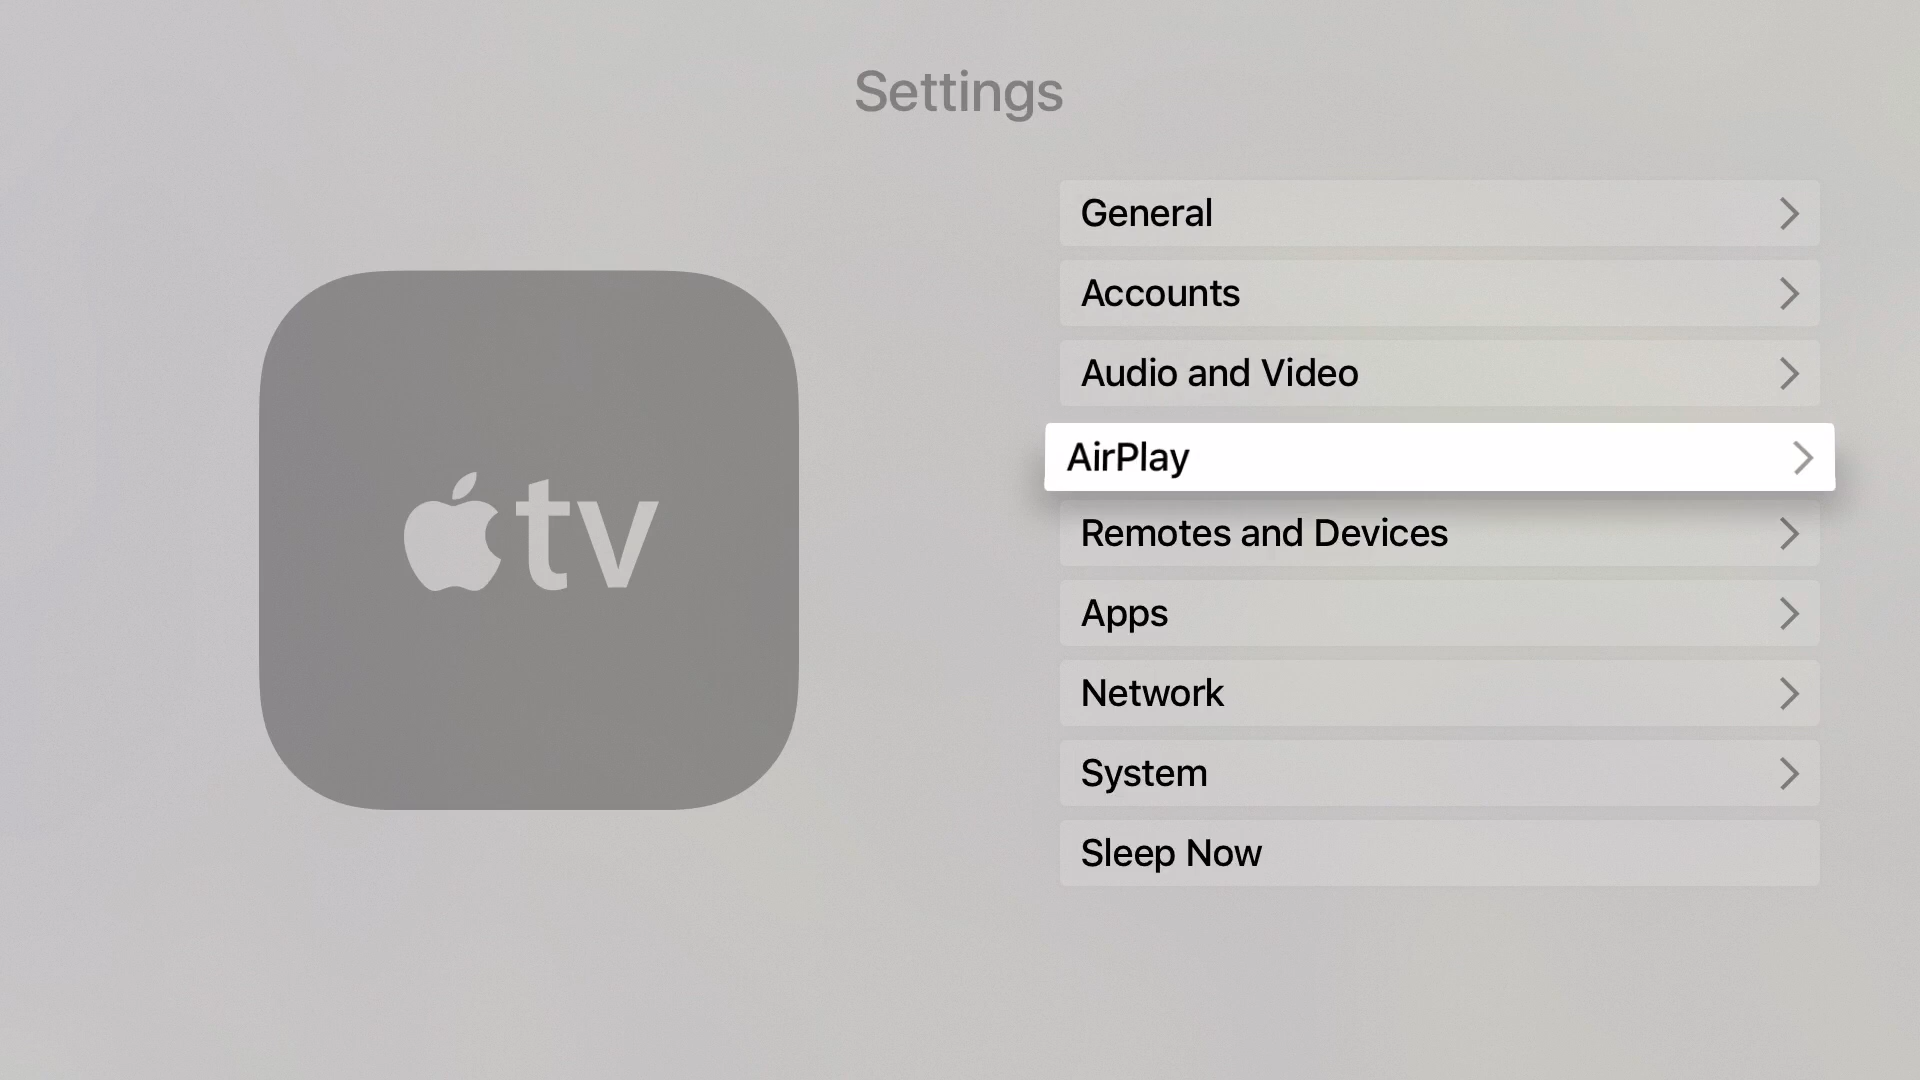 Settings
General
Accounts
Audio and Video
AirPlay
Remotes and Devices
Apps
Network
System
Sleep Now
tv